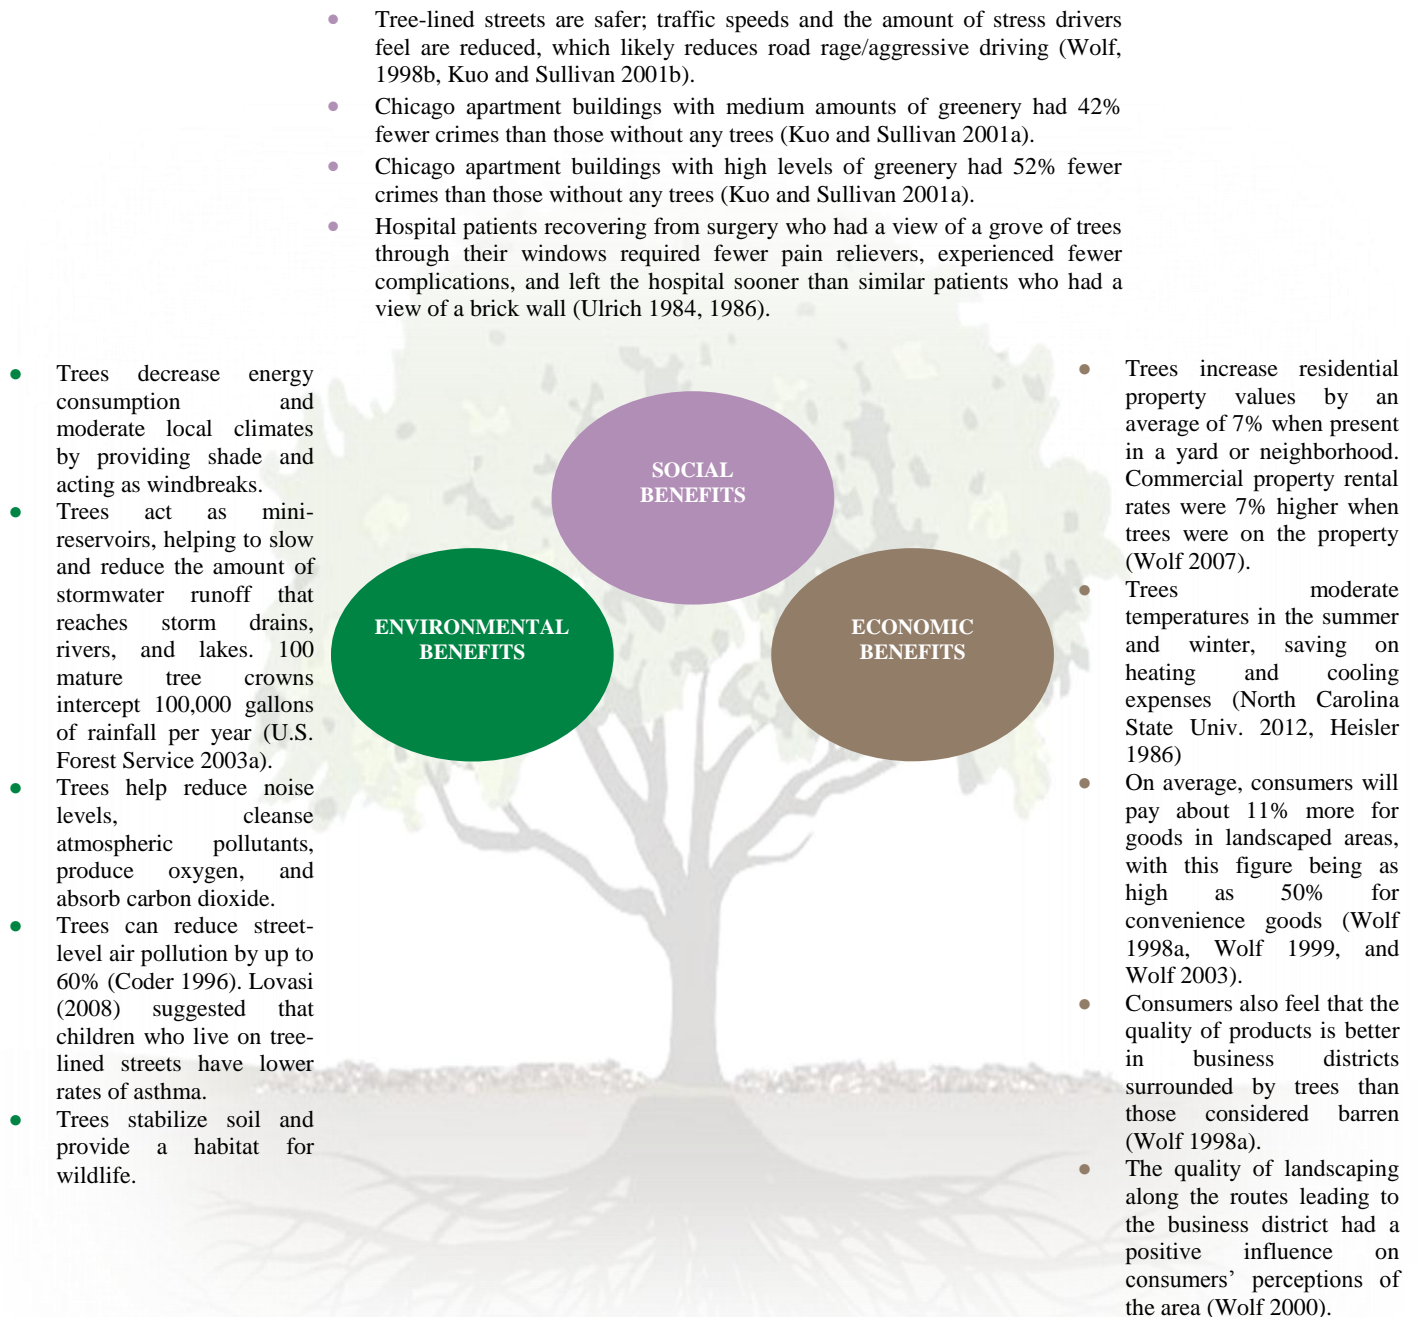 • Tree-lined streets are safer; traffic speeds and the amount of stress drivers
feel are reduced, which likely reduces road rage/aggressive driving (Wolf,
1998b, Kuo and Sullivan 2001b).
• Chicago apartment buildings with medium amounts of greenery had 42%
fewer crimes than those without any trees (Kuo and Sullivan 2001a).
• Chicago apartment buildings with high levels of greenery had 52% fewer
crimes than those without any trees (Kuo and Sullivan 2001a).
• Hospital patients recovering from surgery who had a view of a grove of trees
through their windows required fewer pain relievers, experienced fewer
complications, and left the hospital sooner than similar patients who had a
view of a brick wall (Ulrich 1984, 1986).
• Trees decrease energy
consumption and
moderate local climates
by providing shade and
acting as windbreaks.
• Trees act as mini-
reservoirs, helping to slow
and reduce the amount of
stormwater runoff that
reaches storm drains,
rivers, and lakes. 100
mature tree crowns
intercept 100,000 gallons
of rainfall per year (U.S.
Forest Service 2003a).
• Trees help reduce noise
levels, cleanse
atmospheric pollutants,
produce oxygen, and
absorb carbon dioxide.
• Trees can reduce street-
level air pollution by up to
60% (Coder 1996). Lovasi
(2008) suggested that
children who live on tree-
lined streets have lower
rates of asthma.
• Trees stabilize soil and
provide a habitat for
wildlife.
SOCIAL
BENEFITS
ENVIRONMENTAL
BENEFITS
ECONOMIC
BENEFITS
• Trees increase residential
property values by an
average of 7% when present
in a yard or neighborhood.
Commercial property rental
rates were 7% higher when
trees were on the property
(Wolf 2007).
• Trees moderate
temperatures in the summer
and winter, saving on
heating and cooling
expenses (North Carolina
State Univ. 2012, Heisler
1986)
• On average, consumers will
pay about 11% more for
goods in landscaped areas,
with this figure being as
high as 50% for
convenience goods (Wolf
1998a, Wolf 1999, and
Wolf 2003).
• Consumers also feel that the
quality of products is better
in business districts
surrounded by trees than
those considered barren
(Wolf 1998a).
• The quality of landscaping
along the routes leading to
the business district had a
positive influence on
consumers’ perceptions of
the area (Wolf 2000).